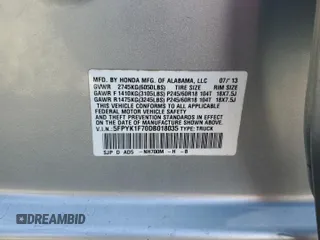 MFD. BY HONDA MFG. OF ALABAMA, LLC 07/13
GVWR 2745KG(6050LBS) TIRE SIZE RIM SIZE
GAWR F 1410KG(3105LBS) P245/60R18 104T 18X7.5J
GAWR R 1475KG(3245LBS) P245/60R18 104T 18X7.5J
THIS VEHICLE CONFORMS TO ALL APPLICABLE
FEDERAL MOTOR VEHICLE SAFETY
AND THEFT PREVENTION STANDARDS IN EFFECT
ON THE DATE OF MANUFACTURE SHOWN ABOVE.
V.I.N.: 5FPYK1F70DB018035 TYPE: TRUCK
SJP D AD5 - NH700M - R - B
DREAMBID